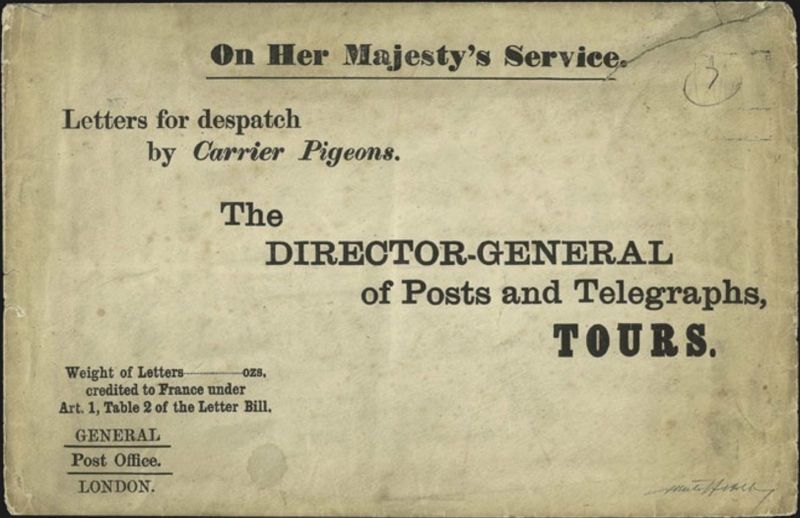 On Her Majesty's Service.
7
Letters for despatch
by Carrier Pigeons.
The
DIRECTOR-GENERAL
of Posts and Telegraphs,
TOURS.
Weight of Letters————ozs.
credited to France under
Art. 1, Table 2 of the Letter Bill.
GENERAL
Post Office.
LONDON.